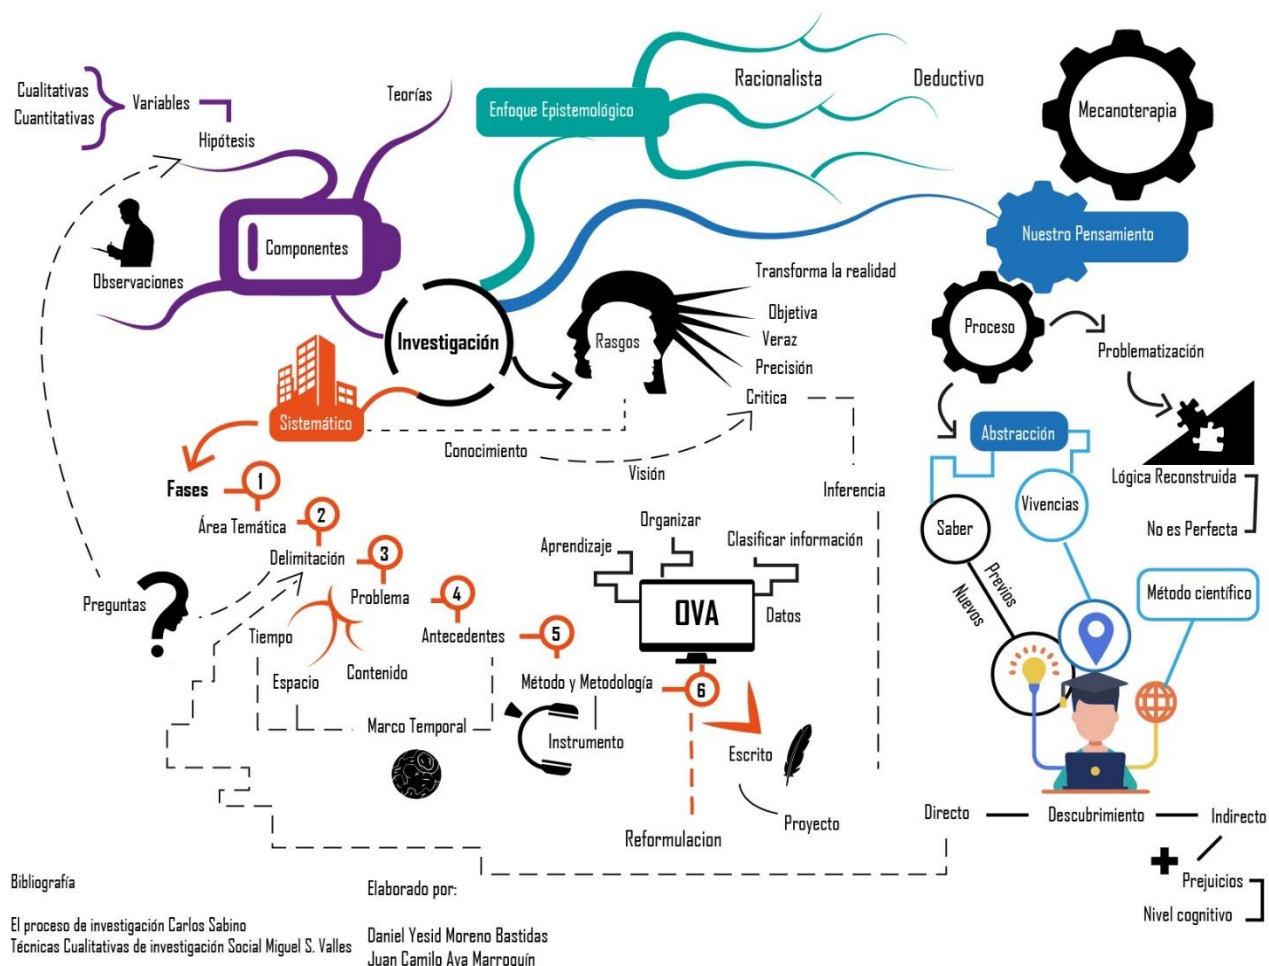 Cualitativas
Cuantitativas
Variables
Hipótesis
Teorías
Observaciones
Componentes
Enfoque Epistemológico
Racionalista
Deductivo
Mecanoterapia
Nuestro Pensamiento
Investigación
Rasgos
Transforma la realidad
Objetiva
Veraz
Precisión
Critica
Sistemático
Conocimiento
Visión
Inferencia
Fases
1
Área Temática
2
Delimitación
3
Problema
4
Antecedentes
5
Método y Metodología
6
Preguntas
Tiempo
Espacio
Contenido
Marco Temporal
Instrumento
Aprendizaje
Organizar
Clasificar información
OVA
Datos
Escrito
Proyecto
Reformulacion
Proceso
Problematización
Abstracción
Lógica Reconstruida
No es Perfecta
Saber
Vivencias
Previos
Nuevos
Método científico
Directo
Descubrimiento
Indirecto
Prejuicios
Nivel cognitivo
Bibliografía
El proceso de investigación Carlos Sabino
Técnicas Cualitativas de investigación Social Miguel S. Valles
Elaborado por:
Daniel Yesid Moreno Bastidas
Juan Camilo Aya Marroquín